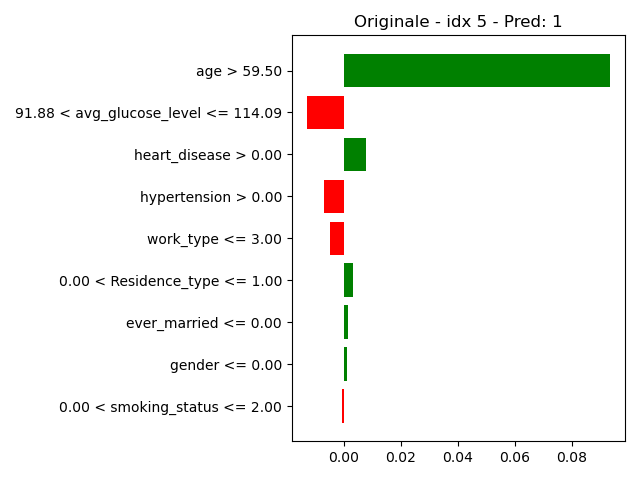 Originale - idx 5 - Pred: 1
age > 59.50
91.88 < avg_glucose_level <= 114.09
heart_disease > 0.00
hypertension > 0.00
work_type <= 3.00
0.00 < Residence_type <= 1.00
ever_married <= 0.00
gender <= 0.00
0.00 < smoking_status <= 2.00
0.00 0.02 0.04 0.06 0.08